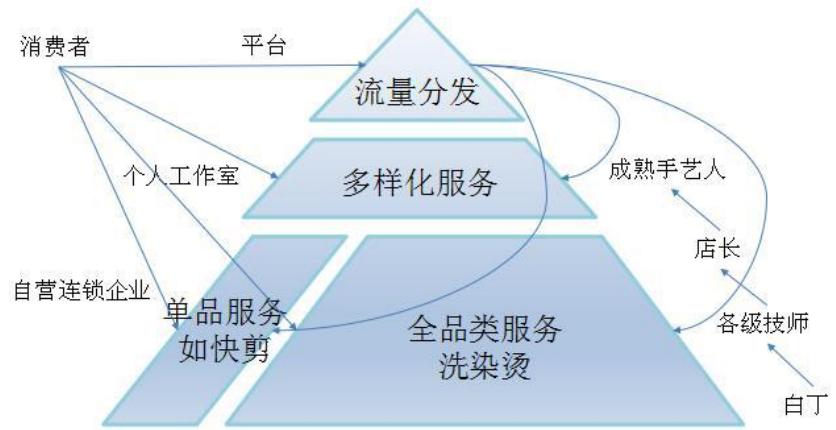 消费者
平台
流量分发
个人工作室
多样化服务
成熟手艺人
店长
自营连锁企业
单品服务
如快剪
全品类服务
洗染烫
各级技师
白丁